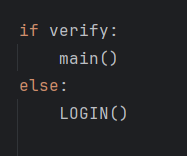 if verify:
    main()
else:
    LOGIN()